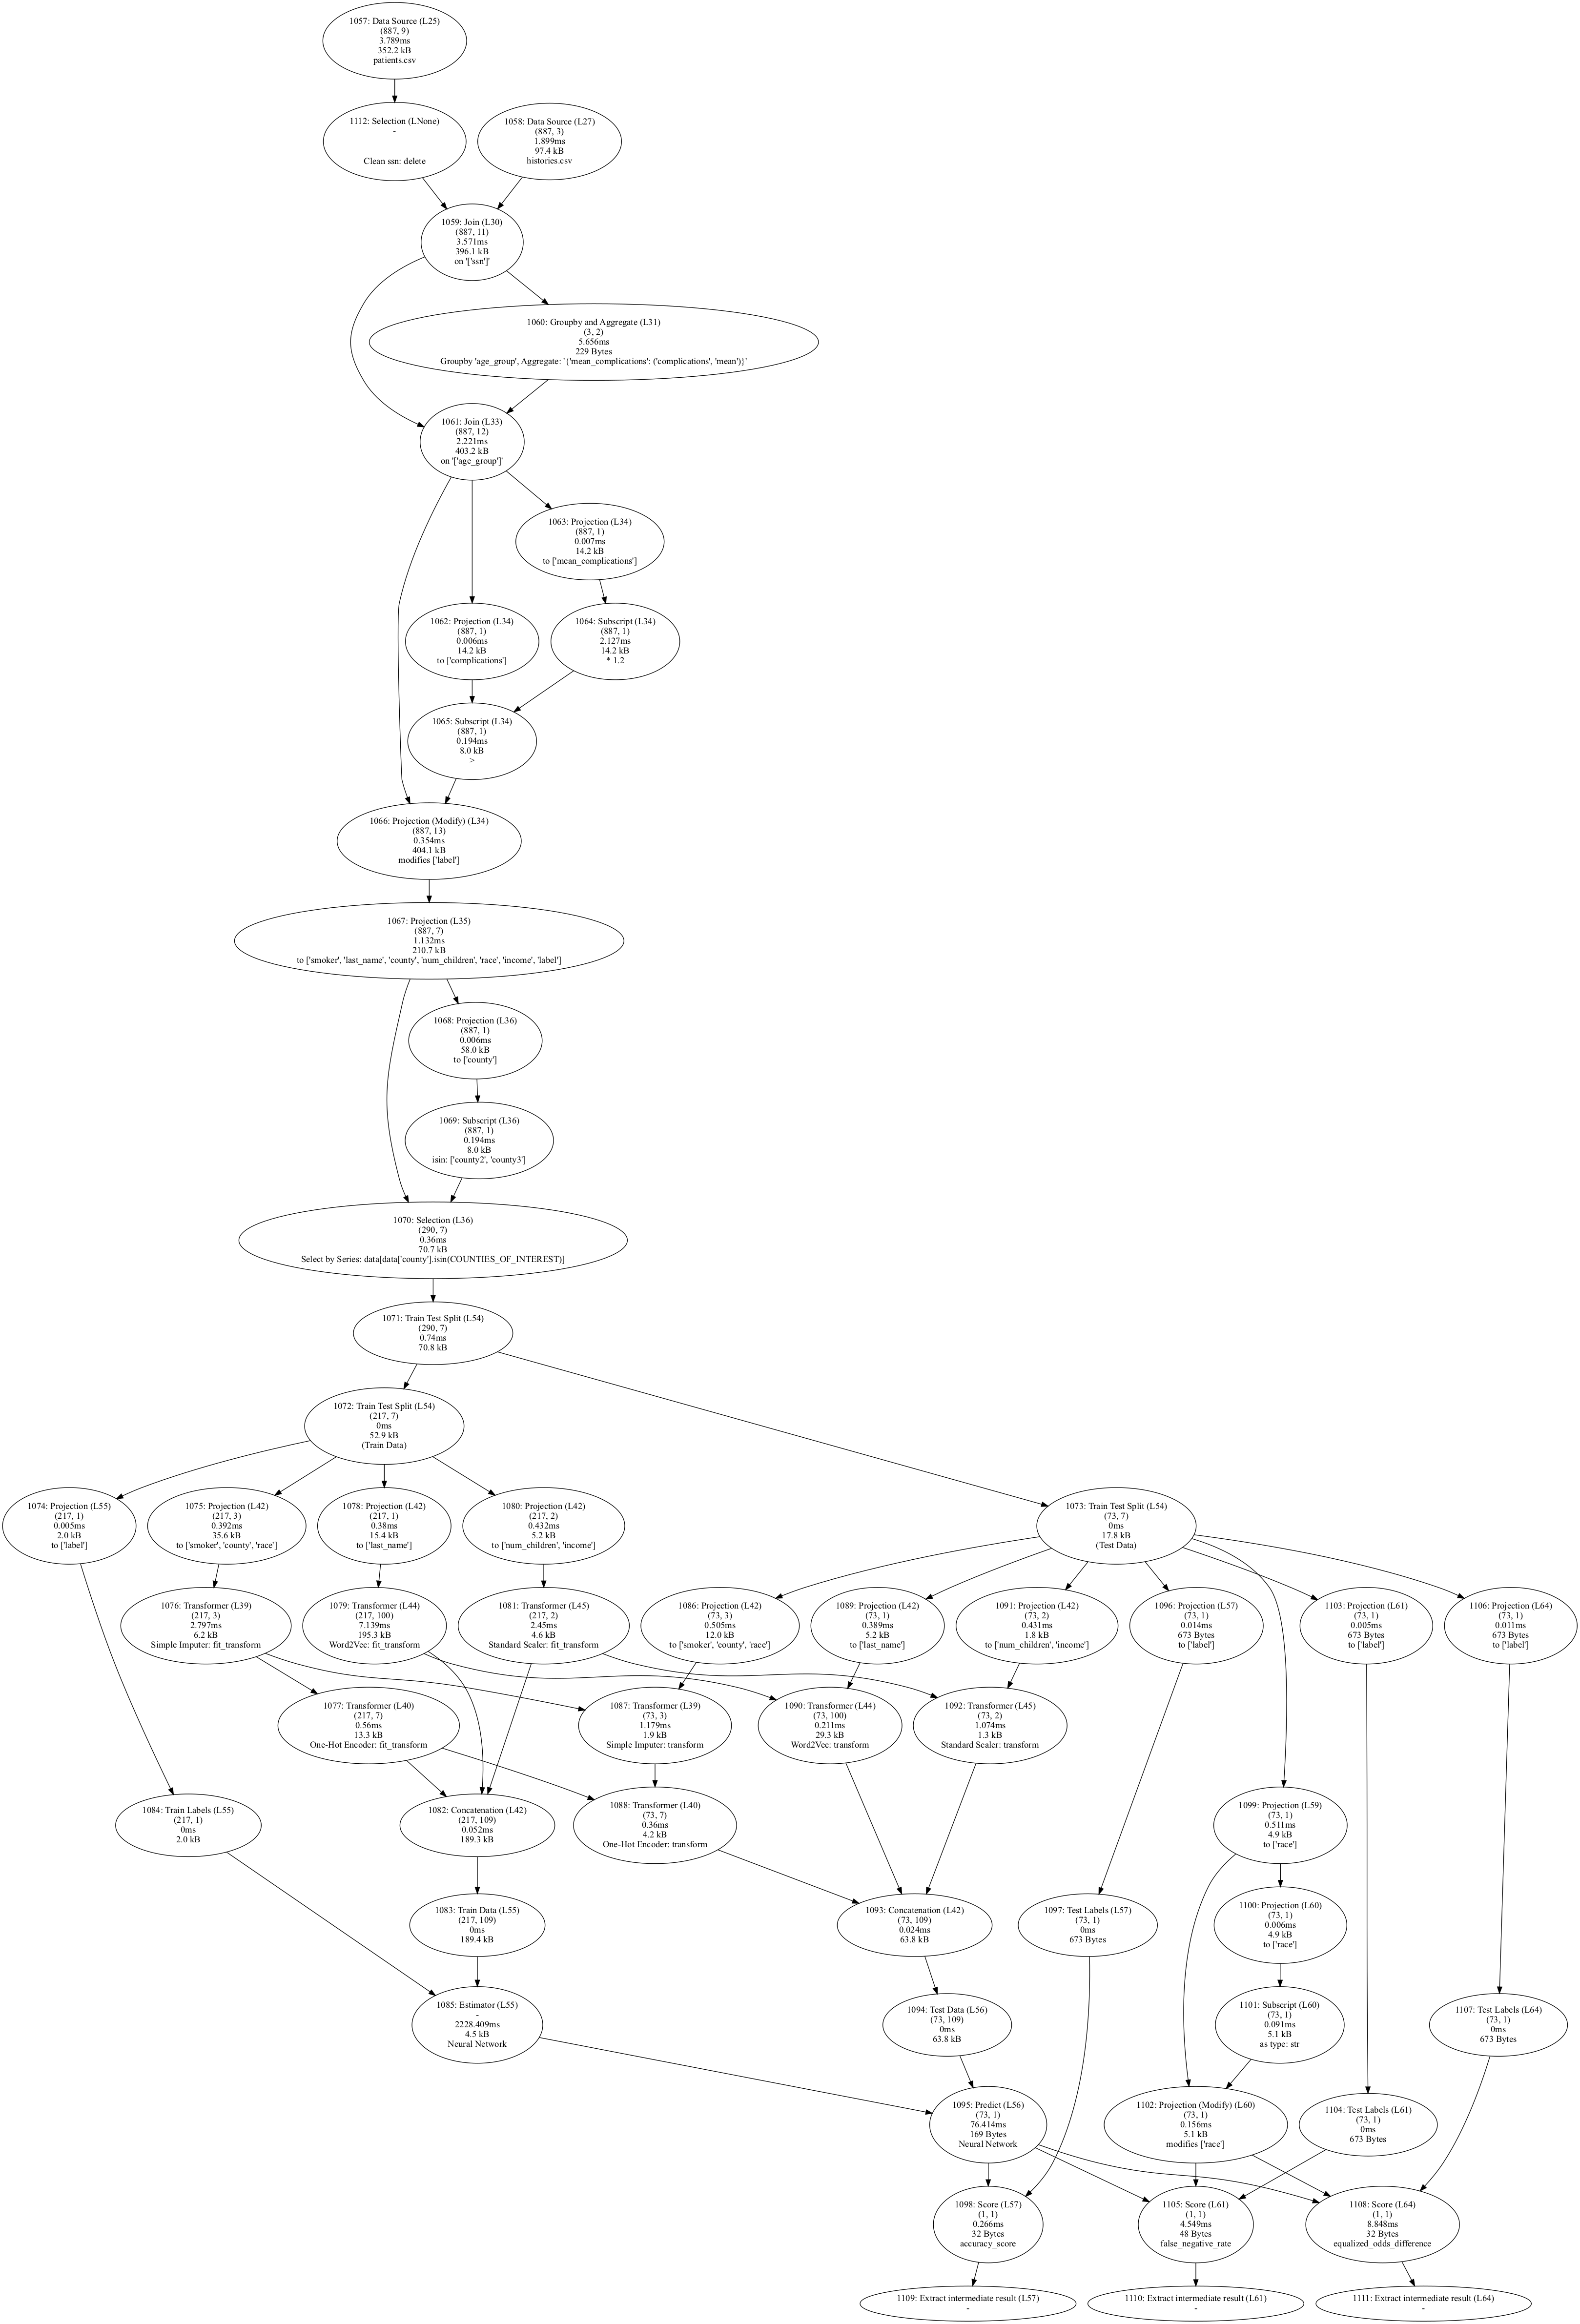 1057: Data Source (L25)
(887, 9)
3.789ms
352.2 kB
patients.csv
1112: Selection (LNone)
-
Clean ssn: delete
1058: Data Source (L27)
(887, 3)
1.899ms
97.4 kB
histories.csv
1059: Join (L30)
(887, 11)
3.571ms
396.1 kB
on '['ssn']'
1060: Groupby and Aggregate (L31)
(3, 2)
5.656ms
229 Bytes
Groupby 'age_group', Aggregate: '{'mean_complications': ('complications', 'mean')}'
1061: Join (L33)
(887, 12)
2.221ms
403.2 kB
on '['age_group']'
1063: Projection (L34)
(887, 1)
0.007ms
14.2 kB
to ['mean_complications']
1062: Projection (L34)
(887, 1)
0.006ms
14.2 kB
to ['complications']
1064: Subscript (L34)
(887, 1)
2.127ms
14.2 kB
* 1.2
1065: Subscript (L34)
(887, 1)
0.194ms
8.0 kB
>
1066: Projection (Modify) (L34)
(887, 13)
0.354ms
404.1 kB
modifies ['label']
1067: Projection (L35)
(887, 7)
1.132ms
210.7 kB
to ['smoker', 'last_name', 'county', 'num_children', 'race', 'income', 'label']
1068: Projection (L36)
(887, 1)
0.006ms
58.0 kB
to ['county']
1069: Subscript (L36)
(887, 1)
0.194ms
8.0 kB
isin: ['county2', 'county3']
1070: Selection (L36)
(290, 7)
0.36ms
70.7 kB
Select by Series: data[data['county'].isin(COUNTIES_OF_INTEREST)]
1071: Train Test Split (L54)
(290, 7)
0.74ms
70.8 kB
1072: Train Test Split (L54)
(217, 7)
0ms
52.9 kB
(Train Data)
1074: Projection (L55)
(217, 1)
0.005ms
2.0 kB
to ['label']
1075: Projection (L42)
(217, 3)
0.392ms
35.6 kB
to ['smoker', 'county', 'race']
1078: Projection (L42)
(217, 1)
0.38ms
15.4 kB
to ['last_name']
1080: Projection (L42)
(217, 2)
0.432ms
5.2 kB
to ['num_children', 'income']
1073: Train Test Split (L54)
(73, 7)
0ms
17.8 kB
(Test Data)
1076: Transformer (L39)
(217, 3)
2.797ms
6.2 kB
Simple Imputer: fit_transform
1079: Transformer (L44)
(217, 100)
7.139ms
195.3 kB
Word2Vec: fit_transform
1081: Transformer (L45)
(217, 2)
2.45ms
4.6 kB
Standard Scaler: fit_transform
1086: Projection (L42)
(73, 3)
0.505ms
12.0 kB
to ['smoker', 'county', 'race']
1089: Projection (L42)
(73, 1)
0.389ms
5.2 kB
to ['last_name']
1091: Projection (L42)
(73, 2)
0.431ms
1.8 kB
to ['num_children', 'income']
1096: Projection (L57)
(73, 1)
0.014ms
673 Bytes
to ['label']
1103: Projection (L61)
(73, 1)
0.005ms
673 Bytes
to ['label']
1106: Projection (L64)
(73, 1)
0.011ms
673 Bytes
to ['label']
1077: Transformer (L40)
(217, 7)
0.56ms
13.3 kB
One-Hot Encoder: fit_transform
1087: Transformer (L39)
(73, 3)
1.179ms
1.9 kB
Simple Imputer: transform
1090: Transformer (L44)
(73, 100)
0.211ms
29.3 kB
Word2Vec: transform
1092: Transformer (L45)
(73, 2)
1.074ms
1.3 kB
Standard Scaler: transform
1084: Train Labels (L55)
(217, 1)
0ms
2.0 kB
1082: Concatenation (L42)
(217, 109)
0.052ms
189.3 kB
1088: Transformer (L40)
(73, 7)
0.36ms
4.2 kB
One-Hot Encoder: transform
1099: Projection (L59)
(73, 1)
0.511ms
4.9 kB
to ['race']
1083: Train Data (L55)
(217, 109)
0ms
189.4 kB
1093: Concatenation (L42)
(73, 109)
0.024ms
63.8 kB
1097: Test Labels (L57)
(73, 1)
0ms
673 Bytes
1100: Projection (L60)
(73, 1)
0.006ms
4.9 kB
to ['race']
1085: Estimator (L55)
-
2228.409ms
4.5 kB
Neural Network
1094: Test Data (L56)
(73, 109)
0ms
63.8 kB
1101: Subscript (L60)
(73, 1)
0.091ms
5.1 kB
as type: str
1107: Test Labels (L64)
(73, 1)
0ms
673 Bytes
1095: Predict (L56)
(73, 1)
76.414ms
169 Bytes
Neural Network
1102: Projection (Modify) (L60)
(73, 1)
0.156ms
5.1 kB
modifies ['race']
1104: Test Labels (L61)
(73, 1)
0ms
673 Bytes
1098: Score (L57)
(1, 1)
0.266ms
32 Bytes
accuracy_score
1105: Score (L61)
(1, 1)
4.549ms
48 Bytes
false_negative_rate
1108: Score (L64)
(1, 1)
8.848ms
32 Bytes
equalized_odds_difference
1109: Extract intermediate result (L57)
-
1110: Extract intermediate result (L61)
-
1111: Extract intermediate result (L64)
-